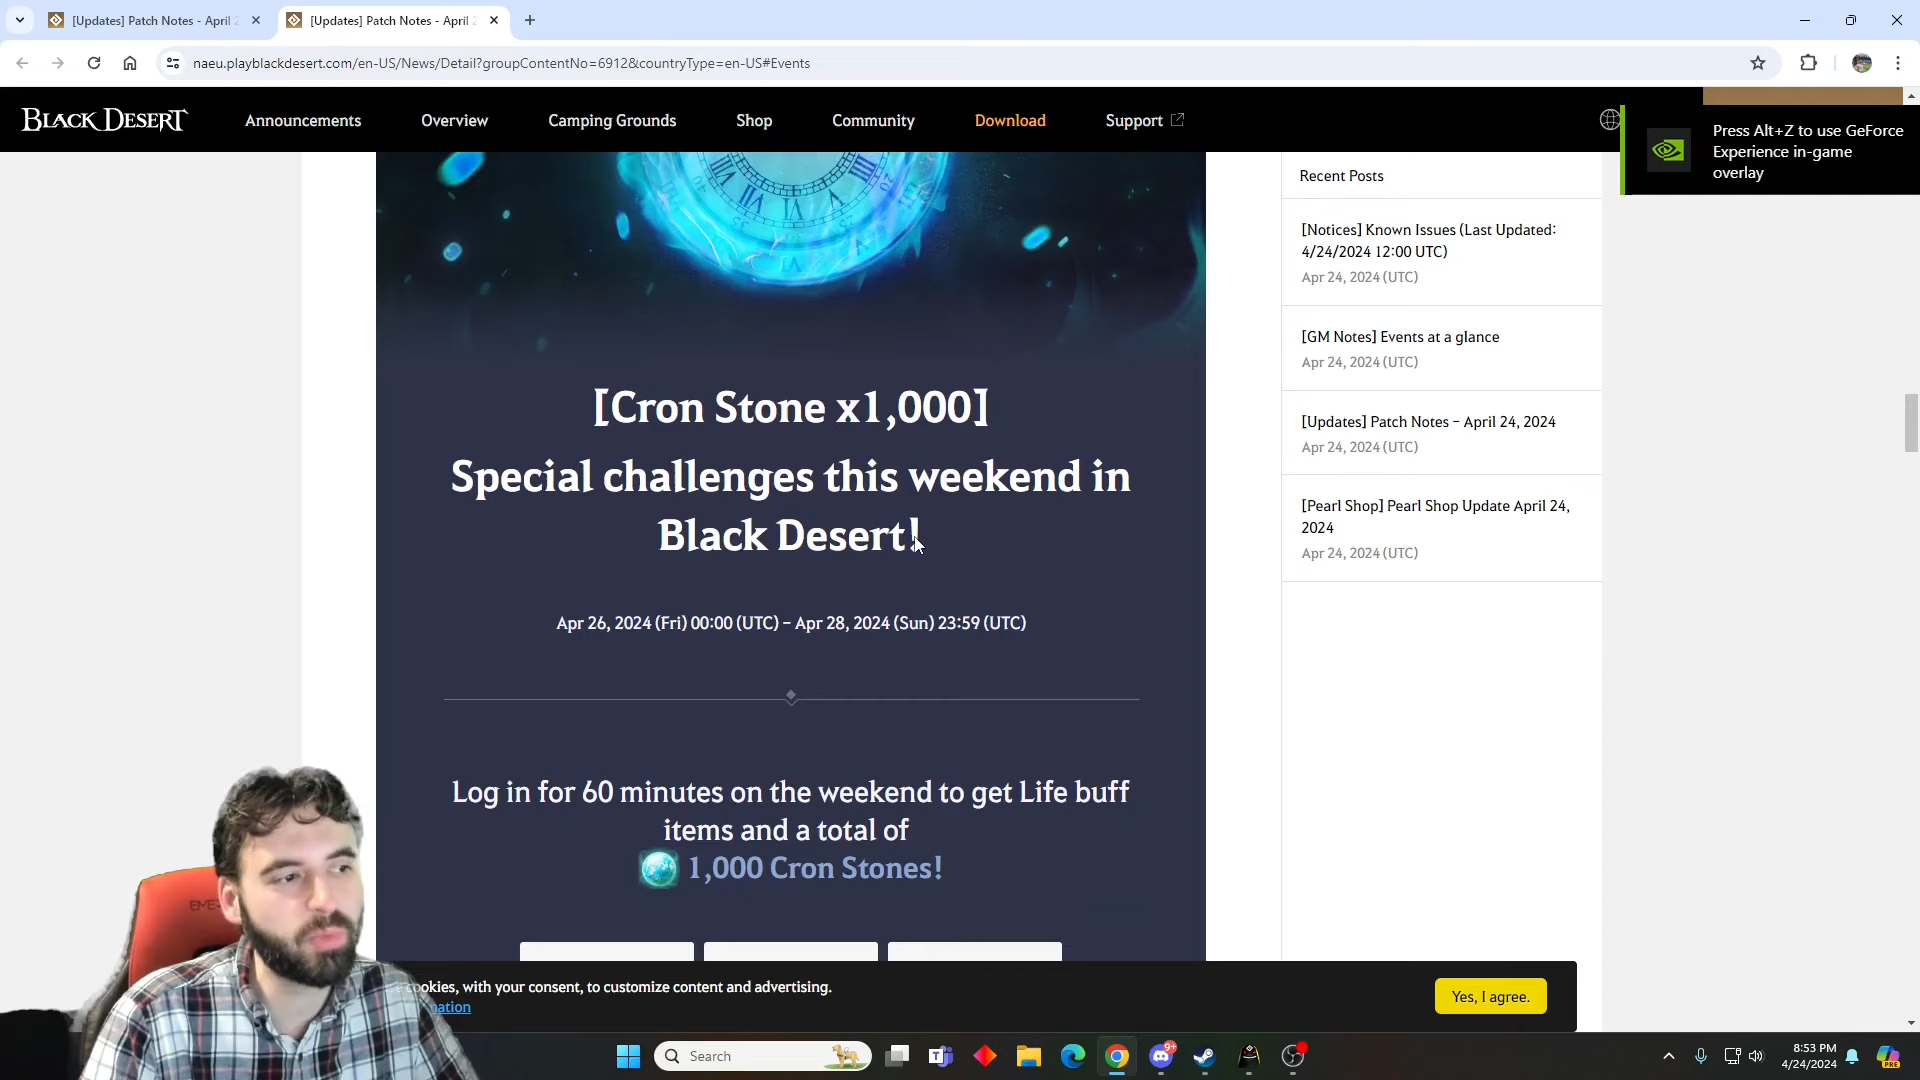 [Updates] Patch Notes - April 2
[Updates] Patch Notes - April 2
naeu.playblackdesert.com/en-US/News/Detail?groupContentNo=6912&countryType=en-US#Events
BLACK DESERT
Announcements
Overview
Camping Grounds
Shop
Community
Download
Support
Press Alt+Z to use GeForce
Experience in-game
overlay
[Cron Stone x1,000]
Special challenges this weekend in
Black Desert!
Apr 26, 2024 (Fri) 00:00 (UTC) – Apr 28, 2024 (Sun) 23:59 (UTC)
Log in for 60 minutes on the weekend to get Life buff
items and a total of
1,000 Cron Stones!
Recent Posts
[Notices] Known Issues (Last Updated:
4/24/2024 12:00 UTC)
Apr 24, 2024 (UTC)
[GM Notes] Events at a glance
Apr 24, 2024 (UTC)
[Updates] Patch Notes – April 24, 2024
Apr 24, 2024 (UTC)
[Pearl Shop] Pearl Shop Update April 24,
2024
Apr 24, 2024 (UTC)
cookies, with your consent, to customize content and advertising.
mation
Yes, I agree.
Search
9+
8:53 PM
4/24/2024
PRE